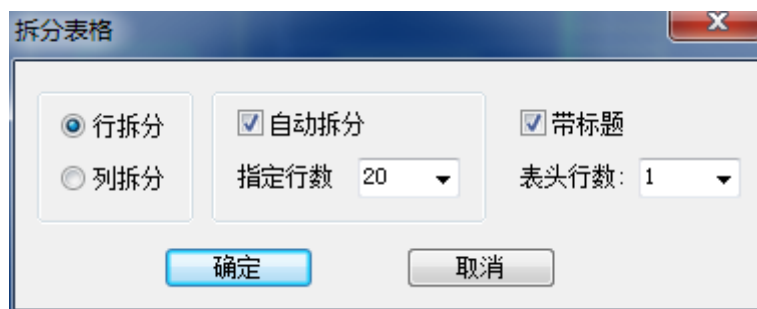 拆分表格
行拆分
列拆分
自动拆分
指定行数 20
带标题
表头行数: 1
确定
取消